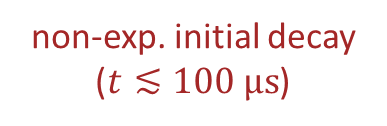 non-exp. initial decay
(𝑡 ≲ 100 μs)